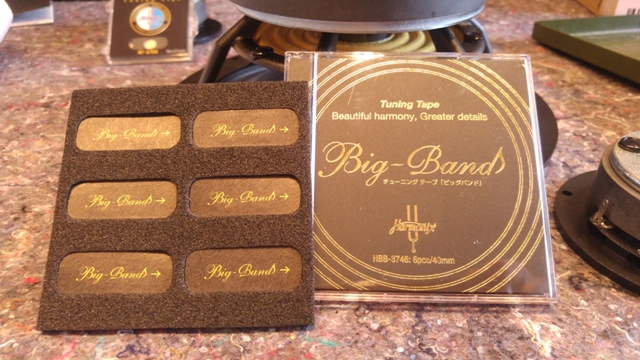 Big-Band →
Big-Band →
Big-Band →
Big-Band →
Big-Band →
Big-Band →
Tuning Tape
Beautiful harmony, Greater details
Big-Band
チューニングテープ「ビッグバンド」
Harmonix
HBB-3746: 6pcs/40mm